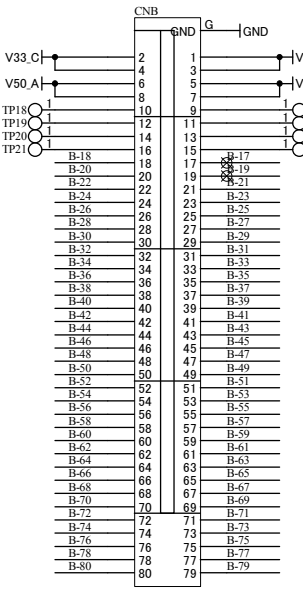 CNB
GND G GND
V33_C 2 1 V
4 3
V50_A 6 5 V
8 7
TP18 1 10 9 1
TP19 1 12 11 1
TP20 1 14 13 1
TP21 1 16 15 1
B-18 18 17 B-17
B-20 20 19 B-19
B-22 22 21 B-21
B-24 24 23 B-23
B-26 26 25 B-25
B-28 28 27 B-27
B-30 30 29 B-29
B-32 32 31 B-31
B-34 34 33 B-33
B-36 36 35 B-35
B-38 38 37 B-37
B-40 40 39 B-39
B-42 42 41 B-41
B-44 44 43 B-43
B-46 46 45 B-45
B-48 48 47 B-47
B-50 50 49 B-49
B-52 52 51 B-51
B-54 54 53 B-53
B-56 56 55 B-55
B-58 58 57 B-57
B-60 60 59 B-59
B-62 62 61 B-61
B-64 64 63 B-63
B-66 66 65 B-65
B-68 68 67 B-67
B-70 70 69 B-69
B-72 72 71 B-71
B-74 74 73 B-73
B-76 76 75 B-75
B-78 78 77 B-77
B-80 80 79 B-79